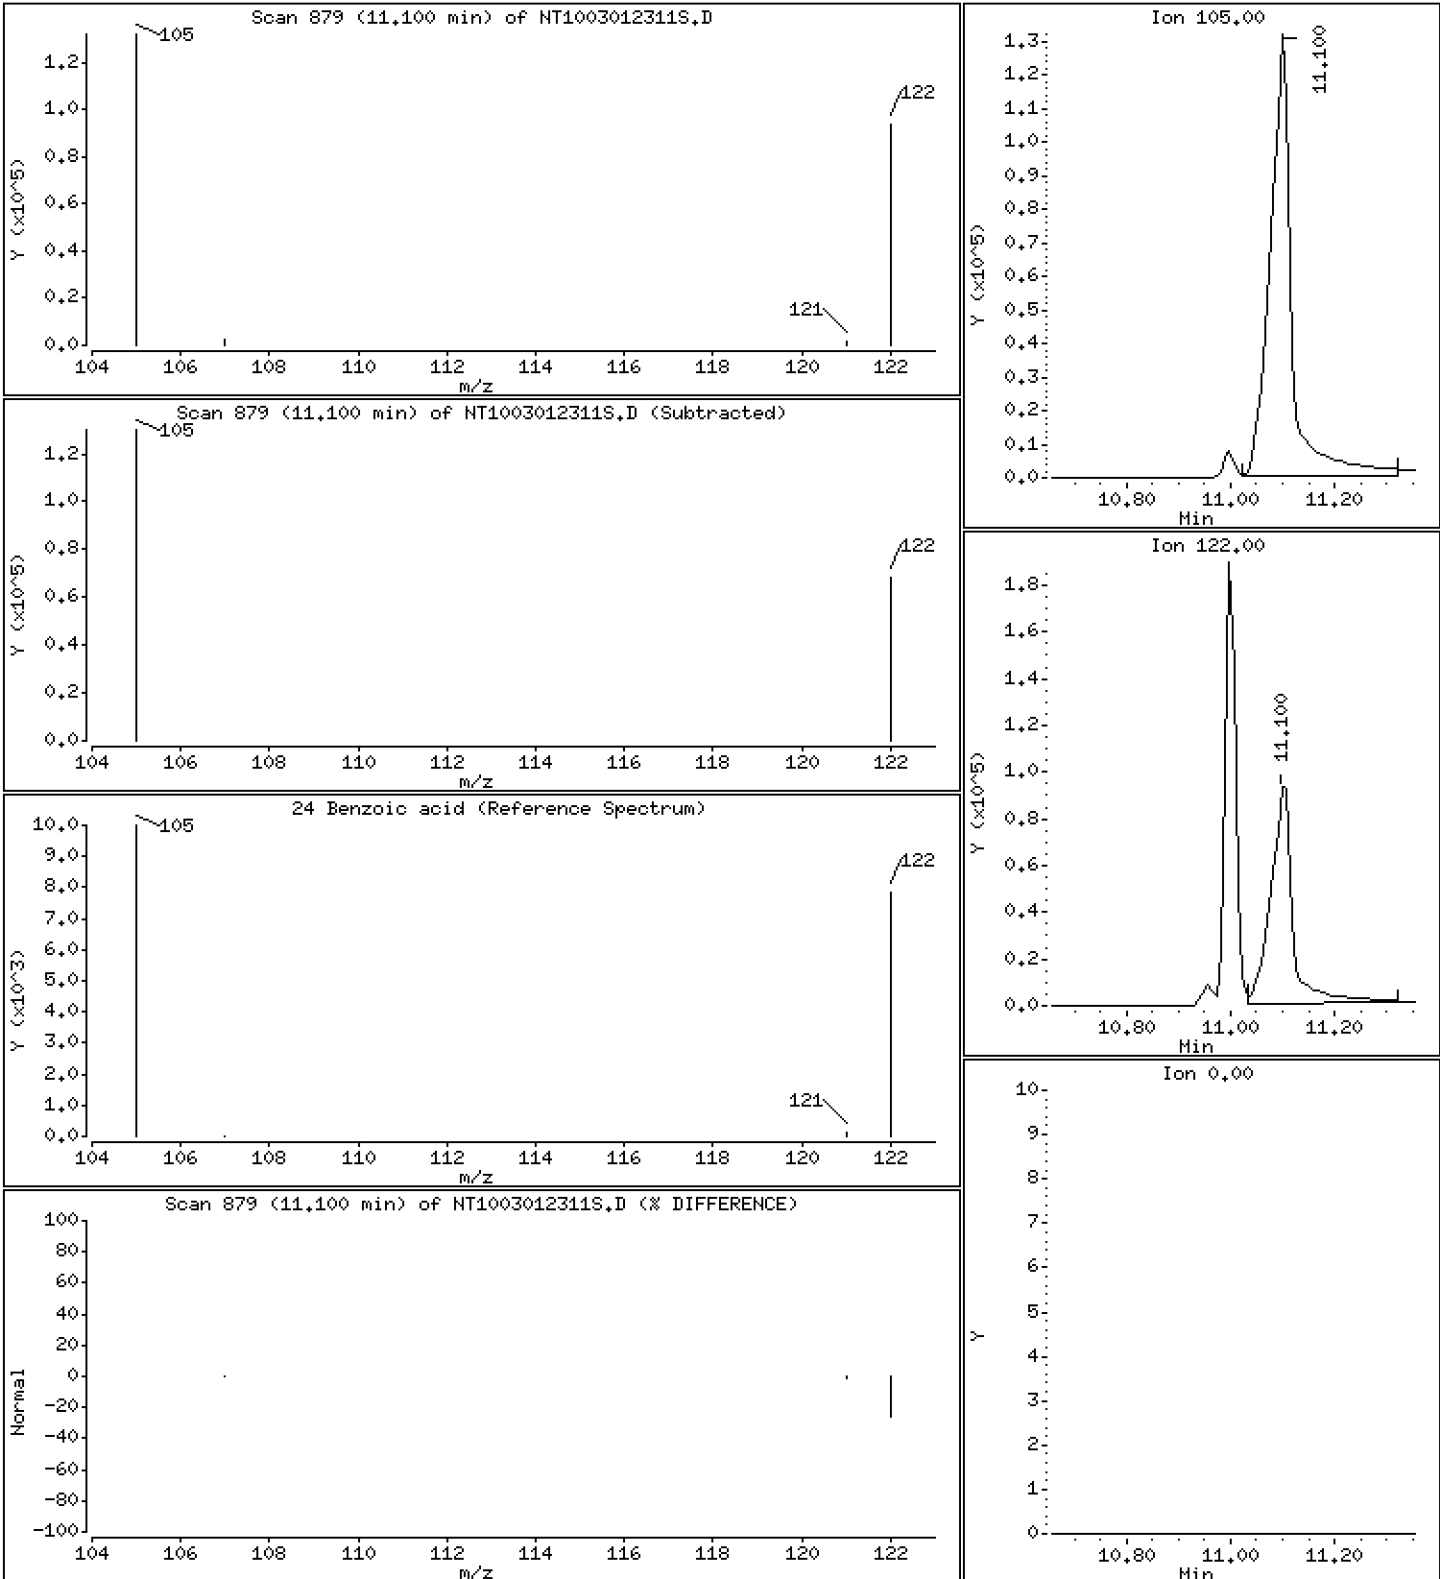 Scan 879 (11.100 min) of NT1003012311S.D
Y (x10^5)
1.2
1.0
0.8
0.6
0.4
0.2
0.0
105
121
122
104 106 108 110 112 114 116 118 120 122
m/z
Scan 879 (11.100 min) of NT1003012311S.D (Subtracted)
Y (x10^5)
1.2
1.0
0.8
0.6
0.4
0.2
0.0
105
122
104 106 108 110 112 114 116 118 120 122
m/z
24 Benzoic acid (Reference Spectrum)
Y (x10^3)
10.0
9.0
8.0
7.0
6.0
5.0
4.0
3.0
2.0
1.0
0.0
105
121
122
104 106 108 110 112 114 116 118 120 122
m/z
Scan 879 (11.100 min) of NT1003012311S.D (% DIFFERENCE)
Normal
100
80
60
40
20
0
-20
-40
-60
-80
-100
104 106 108 110 112 114 116 118 120 122
m/z
Ion 105.00
Y (x10^5)
1.3
1.2
1.1
1.0
0.9
0.8
0.7
0.6
0.5
0.4
0.3
0.2
0.1
0.0
11.100
10.80 11.00 11.20
Min
Ion 122.00
Y (x10^5)
1.8
1.6
1.4
1.2
1.0
0.8
0.6
0.4
0.2
0.0
11.100
10.80 11.00 11.20
Min
Ion 0.00
Y
10
9
8
7
6
5
4
3
2
1
0
10.80 11.00 11.20
Min